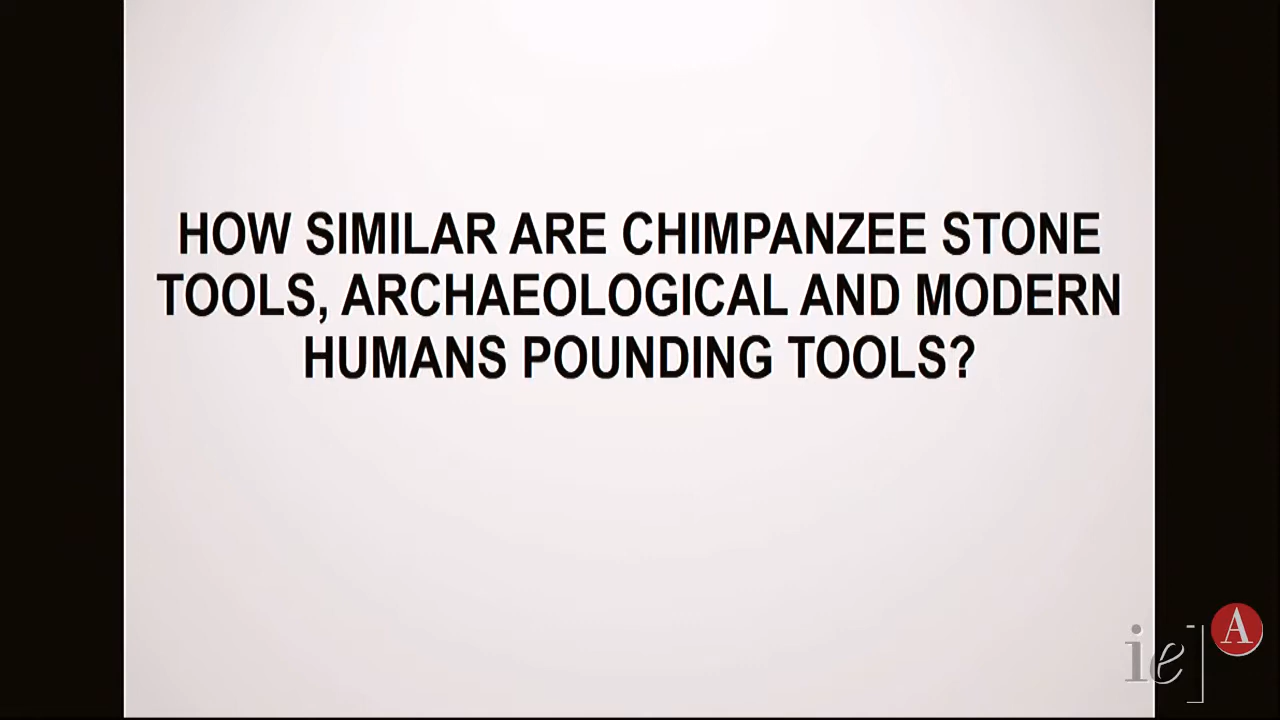 HOW SIMILAR ARE CHIMPANZEE STONE
TOOLS, ARCHAEOLOGICAL AND MODERN
HUMANS POUNDING TOOLS?
ie]
A